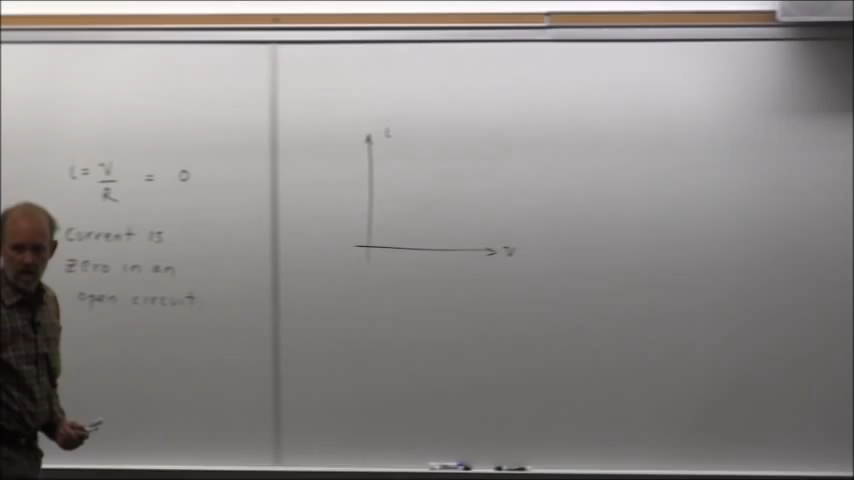 i = v/R = 0
Current is
zero in an
open circuit
i
v